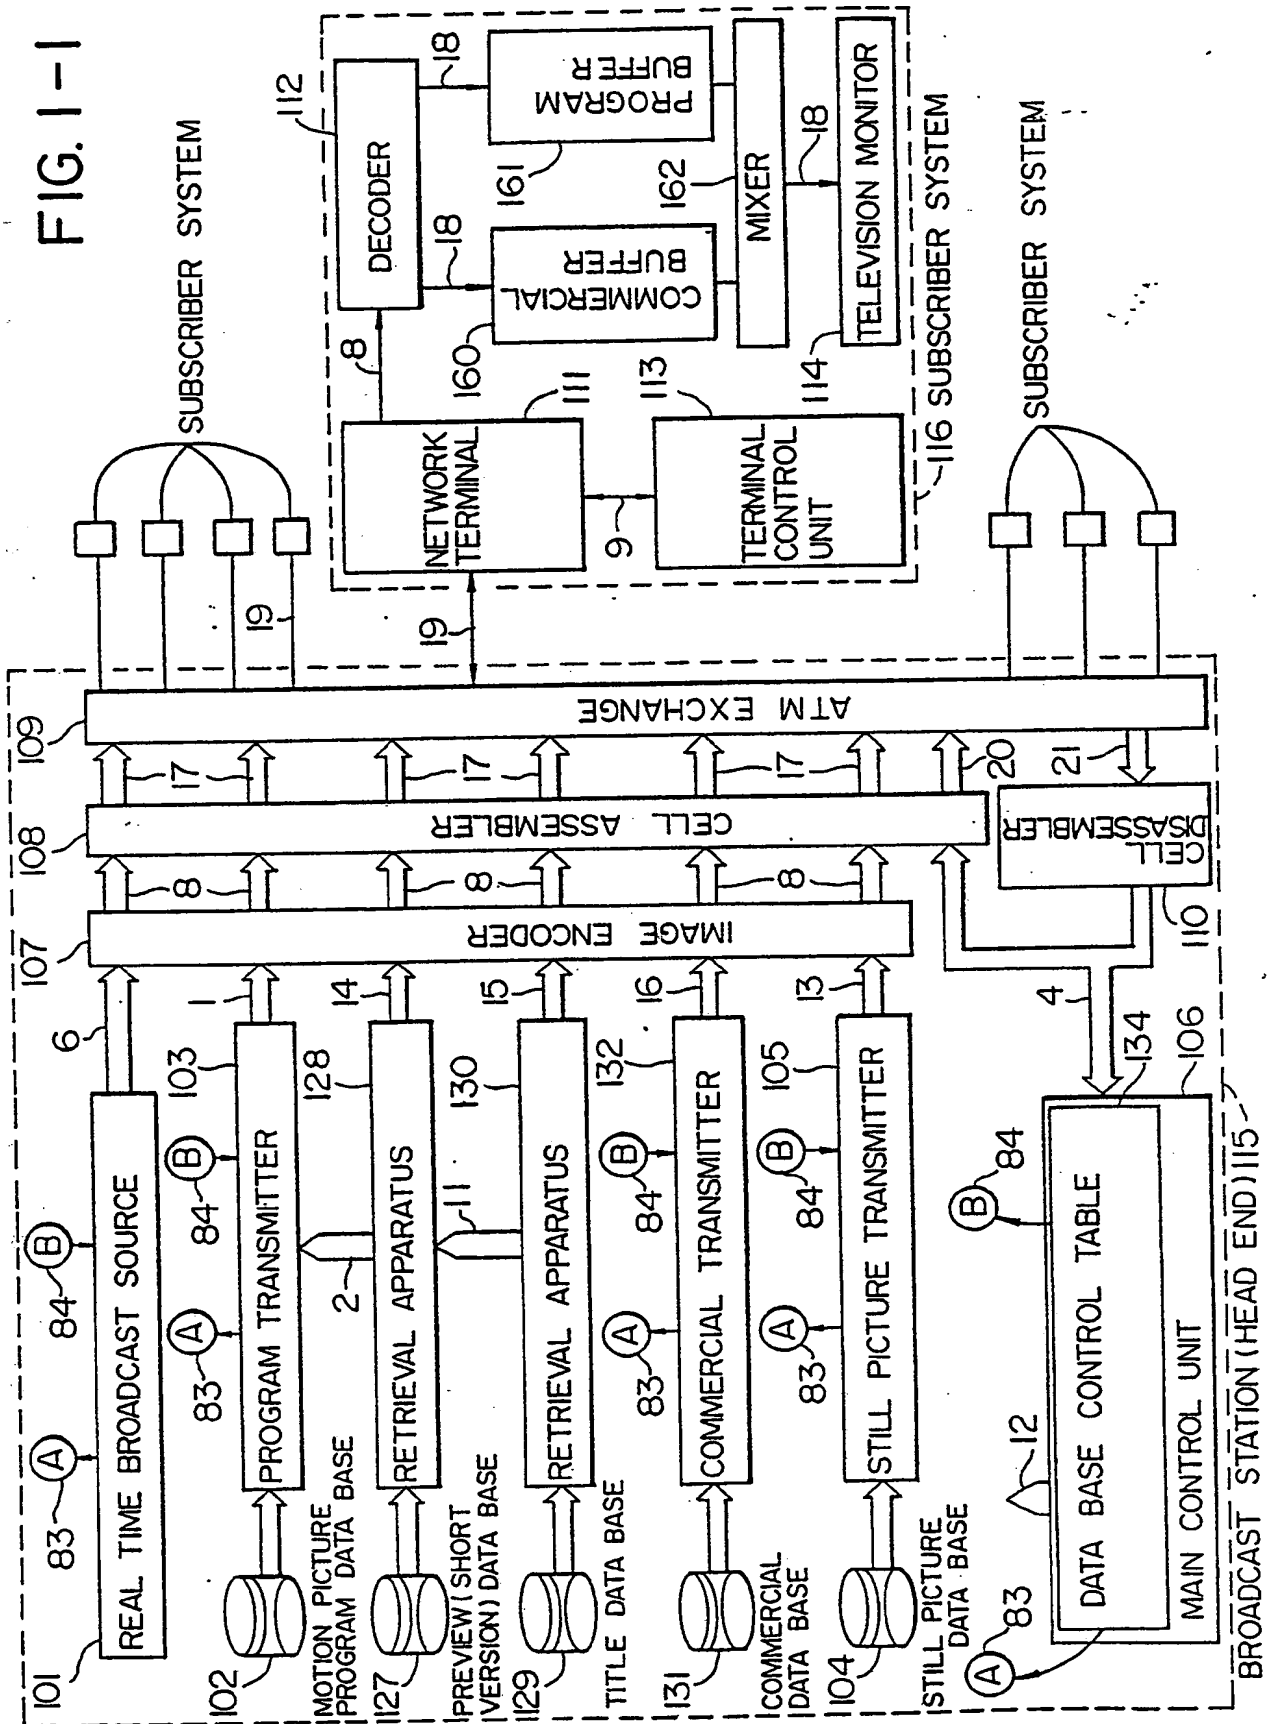 FIG. 1-1
101
REAL TIME BROADCAST SOURCE
83
A
84
B
6
102
MOTION PICTURE
PROGRAM DATA BASE
PROGRAM TRANSMITTER
103
83
A
84
B
1
127
PREVIEW (SHORT
VERSION) DATA BASE
RETRIEVAL APPARATUS
128
2
14
129
TITLE DATA BASE
RETRIEVAL APPARATUS
130
11
15
131
COMMERCIAL
DATA BASE
COMMERCIAL TRANSMITTER
132
83
A
84
B
16
104
STILL PICTURE
DATA BASE
STILL PICTURE TRANSMITTER
105
83
A
84
B
13
83
A
12
84
B
DATA BASE CONTROL TABLE
134
MAIN CONTROL UNIT
106
4
BROADCAST STATION (HEAD END) 115
107
IMAGE ENCODER
8
8
8
108
CELL ASSEMBLER
17
17
17
20
109
ATM EXCHANGE
21
CELL
DISASSEMBLER
110
19
SUBSCRIBER SYSTEM
19
NETWORK
TERMINAL
111
9
TERMINAL
CONTROL
UNIT
113
8
DECODER
112
18
18
160
COMMERCIAL
BUFFER
161
PROGRAM
BUFFER
MIXER
162
18
TELEVISION MONITOR
114
116 SUBSCRIBER SYSTEM
SUBSCRIBER SYSTEM